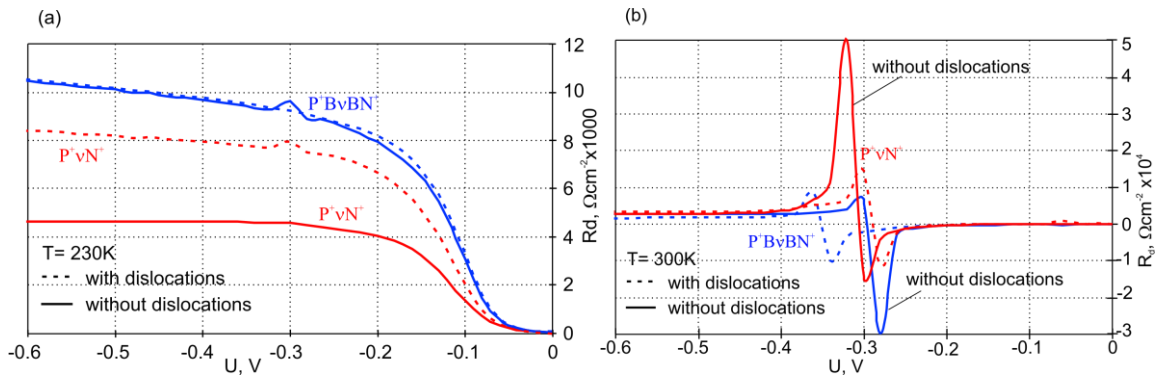 (a)
12
10
8
6
4
2
0
Rd, Ωcm⁻²x1000
P⁺BνBN⁺
P⁺νN⁺
P⁺νN⁺
T= 230K
with dislocations
without dislocations
-0.6 -0.5 -0.4 -0.3 -0.2 -0.1 0
U, V
(b)
5
4
3
2
1
0
-1
-2
-3
R_d, Ωcm⁻² x10⁴
without dislocations
P⁺νN⁺
P⁺BνBN⁺
T= 300K
with dislocations
without dislocations
without dislocations
-0.6 -0.5 -0.4 -0.3 -0.2 -0.1 0
U, V